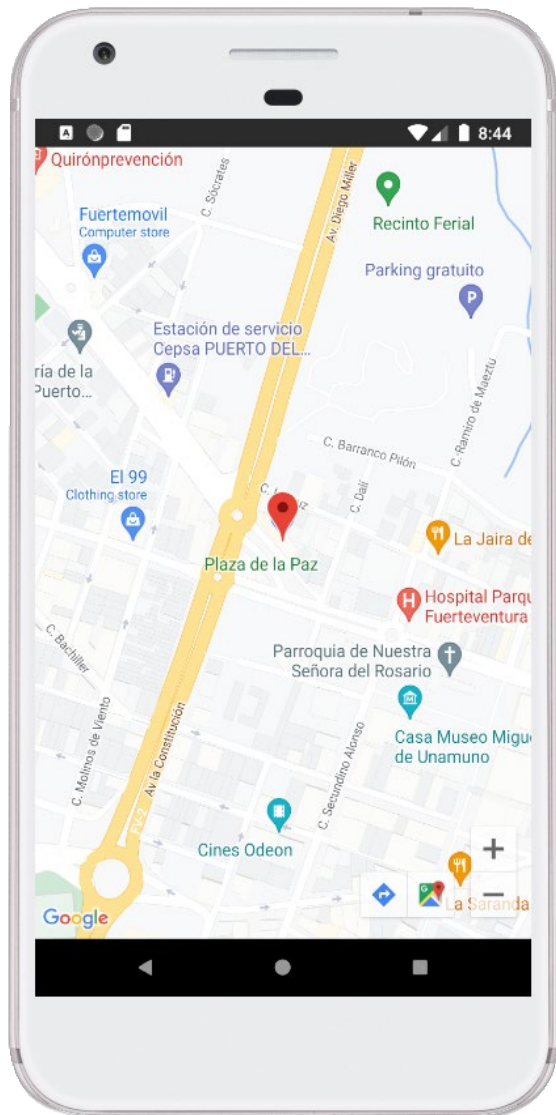 A
8:44
Quirónprevención
C. Sócrates
Av. Diego Miller
Fuertemovil
Computer store
Recinto Ferial
Parking gratuito
P
Estación de servicio
Cepsa PUERTO DEL...
ría de la
Puerto...
C. Ramiro de Maeztu
C. Barranco Pilón
El 99
Clothing store
C. Dalí
La Jaira de
Plaza de la Paz
H
Hospital Parqu
Fuerteventura
C. Bachiller
Parroquia de Nuestra
Señora del Rosario
C. Molinos de Viento
Av la Constitución
C. Secundino Alonso
Casa Museo Migu
de Unamuno
FV-2
Cines Odeon
+
−
La Saranda
Google